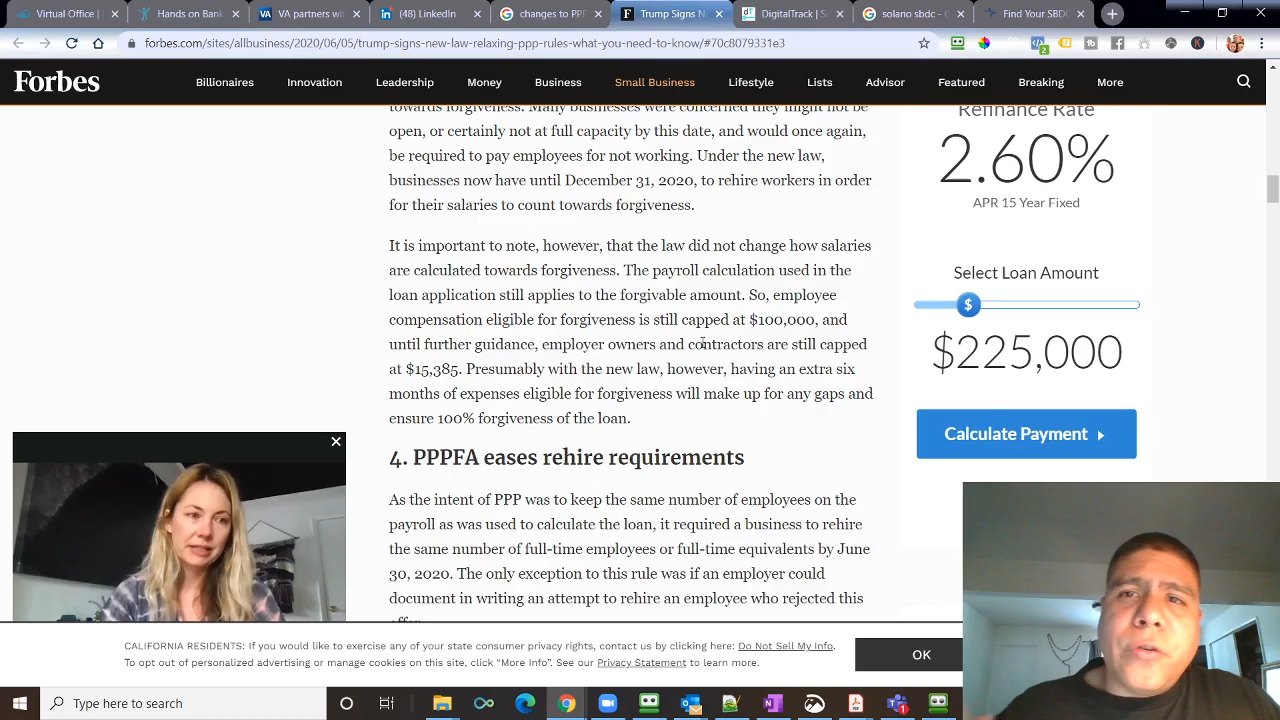 Virtual Office |
Hands on Bank
VA partners wit
(48) LinkedIn
changes to PPP
Trump Signs N
DigitalTrack | S
solano sbdc - G
Find Your SBD
forbes.com/sites/allbusiness/2020/06/05/trump-signs-new-law-relaxing-ppp-rules-what-you-need-to-know/#70c8079331e3
Forbes
Billionaires Innovation Leadership Money Business Small Business Lifestyle Lists Advisor Featured Breaking More
towards forgiveness. Many businesses were concerned they might not be
open, or certainly not at full capacity by this date, and would once again,
be required to pay employees for not working. Under the new law,
businesses now have until December 31, 2020, to rehire workers in order
for their salaries to count towards forgiveness.
It is important to note, however, that the law did not change how salaries
are calculated towards forgiveness. The payroll calculation used in the
loan application still applies to the forgivable amount. So, employee
compensation eligible for forgiveness is still capped at $100,000, and
until further guidance, employer owners and contractors are still capped
at $15,385. Presumably with the new law, however, having an extra six
months of expenses eligible for forgiveness will make up for any gaps and
ensure 100% forgiveness of the loan.
4. PPPFA eases rehire requirements
As the intent of PPP was to keep the same number of employees on the
payroll as was used to calculate the loan, it required a business to rehire
the same number of full-time employees or full-time equivalents by June
30, 2020. The only exception to this rule was if an employer could
document in writing an attempt to rehire an employee who rejected this
Refinance Rate
2.60%
APR 15 Year Fixed
Select Loan Amount
$
$225,000
Calculate Payment
CALIFORNIA RESIDENTS: If you would like to exercise any of your state consumer privacy rights, contact us by clicking here: Do Not Sell My Info.
To opt out of personalized advertising or manage cookies on this site, click “More Info”. See our Privacy Statement to learn more.
OK
Type here to search